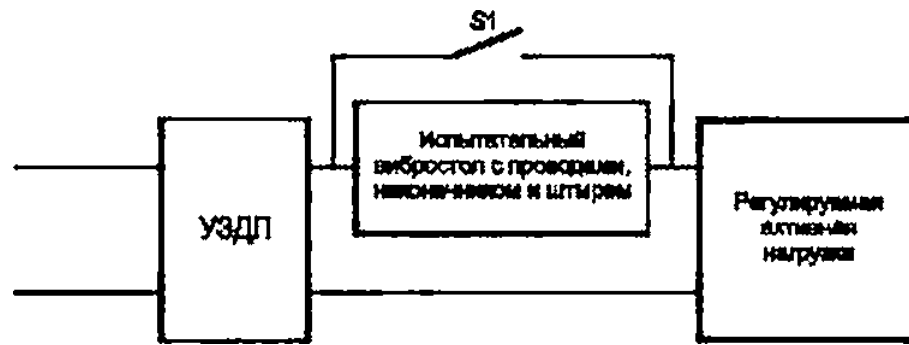 S1
Испытательный
вибростол с проводами,
наконечником и штырем
УЗДП
Регулируемая
активная
нагрузка